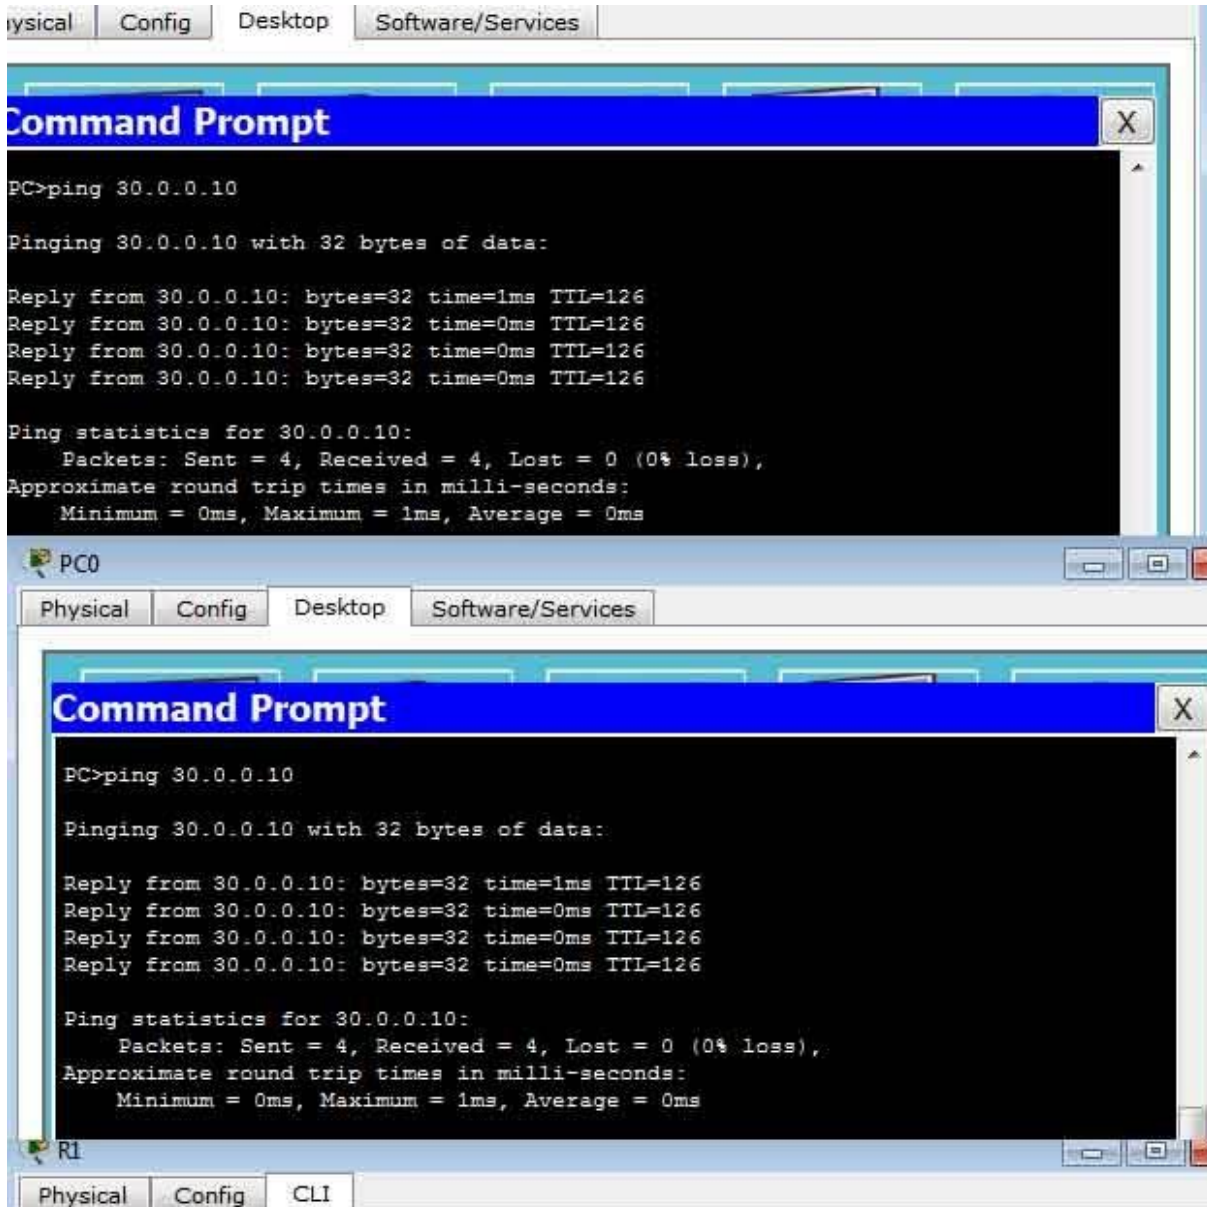 ysical Config Desktop Software/Services
Command Prompt X
PC>ping 30.0.0.10
Pinging 30.0.0.10 with 32 bytes of data:
Reply from 30.0.0.10: bytes=32 time=1ms TTL=126
Reply from 30.0.0.10: bytes=32 time=0ms TTL=126
Reply from 30.0.0.10: bytes=32 time=0ms TTL=126
Reply from 30.0.0.10: bytes=32 time=0ms TTL=126
Ping statistics for 30.0.0.10:
Packets: Sent = 4, Received = 4, Lost = 0 (0% loss),
Approximate round trip times in milli-seconds:
Minimum = 0ms, Maximum = 1ms, Average = 0ms
PC0
Physical Config Desktop Software/Services
Command Prompt X
PC>ping 30.0.0.10
Pinging 30.0.0.10 with 32 bytes of data:
Reply from 30.0.0.10: bytes=32 time=1ms TTL=126
Reply from 30.0.0.10: bytes=32 time=0ms TTL=126
Reply from 30.0.0.10: bytes=32 time=0ms TTL=126
Reply from 30.0.0.10: bytes=32 time=0ms TTL=126
Ping statistics for 30.0.0.10:
Packets: Sent = 4, Received = 4, Lost = 0 (0% loss),
Approximate round trip times in milli-seconds:
Minimum = 0ms, Maximum = 1ms, Average = 0ms
R1
Physical Config CLI